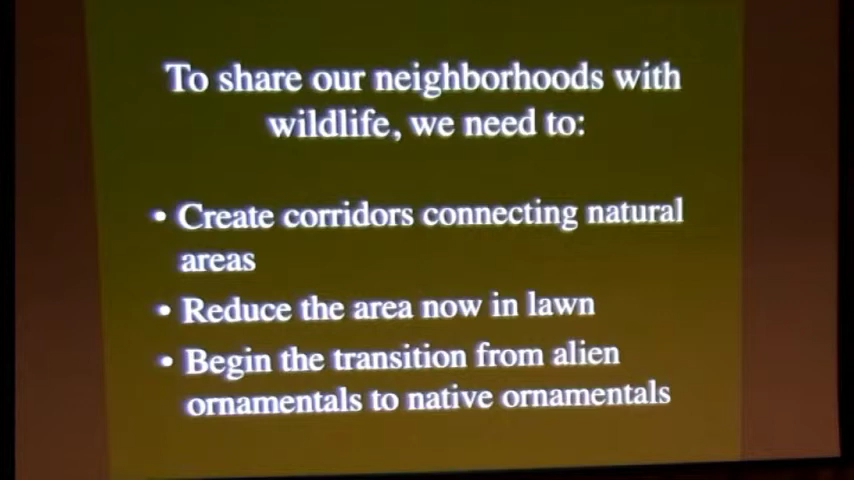 To share our neighborhoods with
wildlife, we need to:
• Create corridors connecting natural
areas
• Reduce the area now in lawn
• Begin the transition from alien
ornamentals to native ornamentals